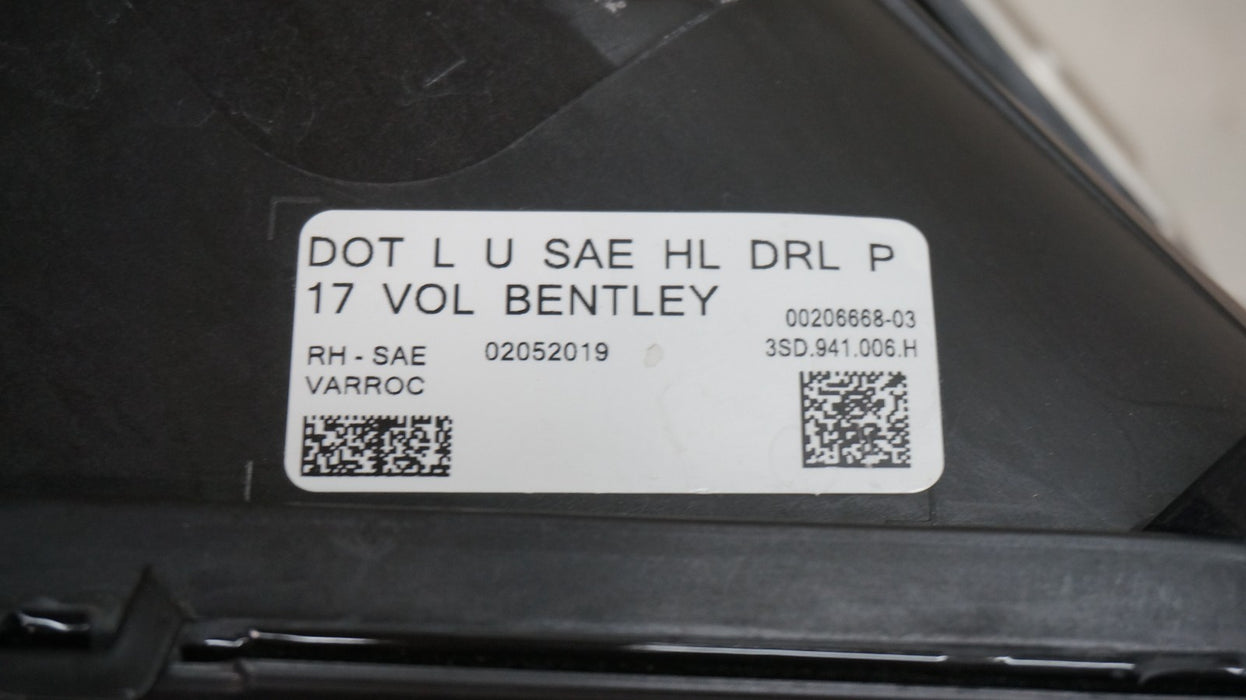 DOT L U SAE HL DRL P
17 VOL BENTLEY
00206668-03
RH - SAE 02052019 3SD.941.006.H
VARROC